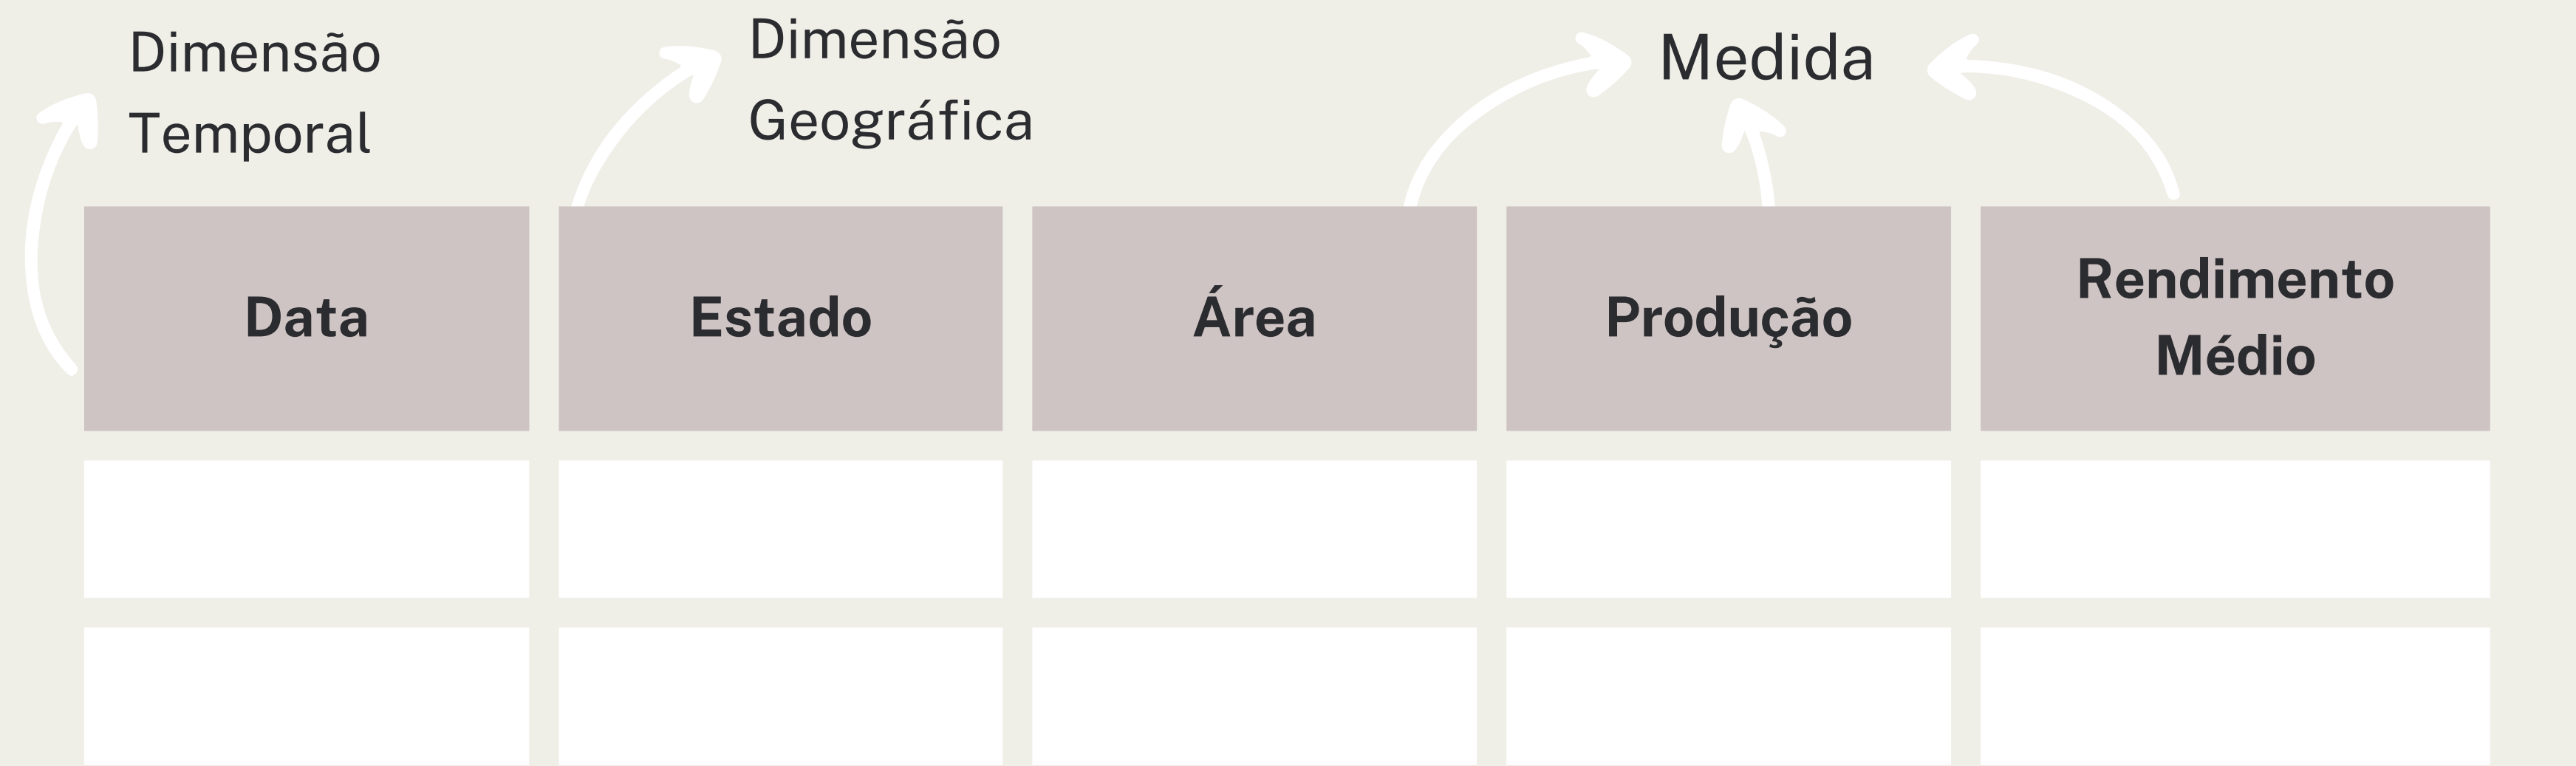 Dimensão
Temporal
Dimensão
Geográfica
Medida
Data
Estado
Área
Produção
Rendimento
Médio